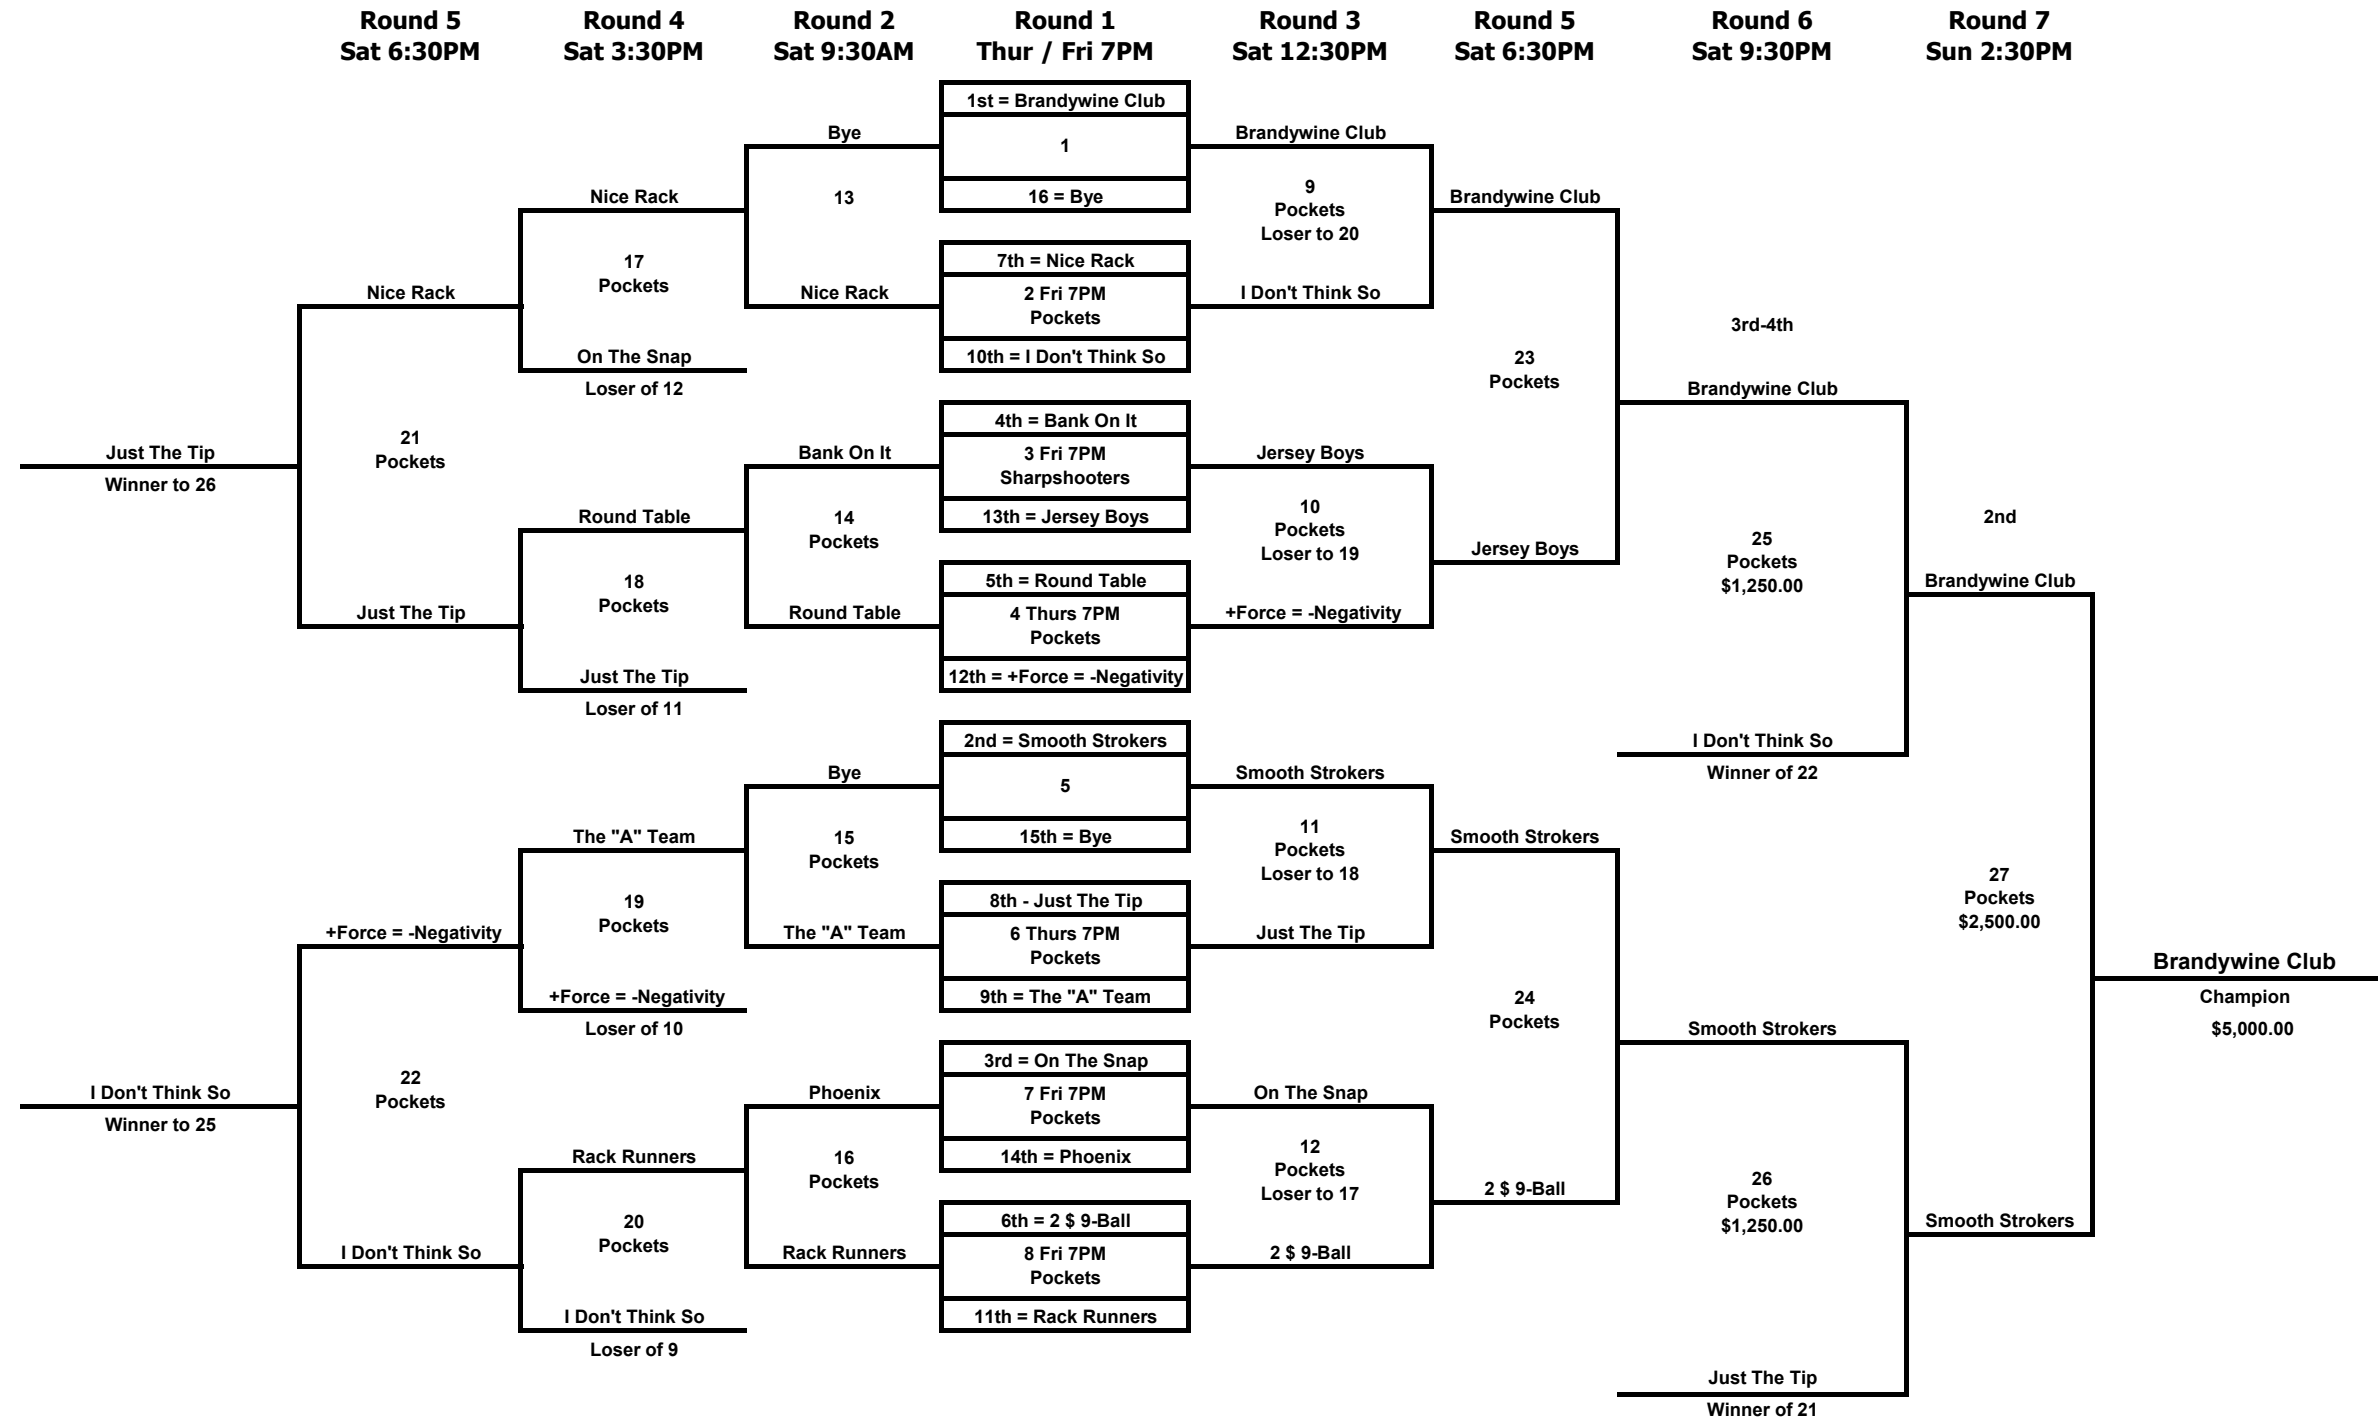 Round 5
Sat 6:30PM
Round 4
Sat 3:30PM
Round 2
Sat 9:30AM
Round 1
Thur / Fri 7PM
Round 3
Sat 12:30PM
Round 5
Sat 6:30PM
Round 6
Sat 9:30PM
Round 7
Sun 2:30PM
Just The Tip
Winner to 26
I Don't Think So
Winner to 25
Nice Rack
21
Pockets
Just The Tip
+Force = -Negativity
22
Pockets
I Don't Think So
Nice Rack
17
Pockets
On The Snap
Loser of 12
Round Table
18
Pockets
Just The Tip
Loser of 11
The "A" Team
19
Pockets
+Force = -Negativity
Loser of 10
Rack Runners
20
Pockets
I Don't Think So
Loser of 9
Bye
13
Nice Rack
Bank On It
14
Pockets
Round Table
Bye
15
Pockets
The "A" Team
Phoenix
16
Pockets
Rack Runners
1st = Brandywine Club
1
16 = Bye
7th = Nice Rack
2 Fri 7PM
Pockets
10th = I Don't Think So
4th = Bank On It
3 Fri 7PM
Sharpshooters
13th = Jersey Boys
5th = Round Table
4 Thurs 7PM
Pockets
12th = +Force = -Negativity
2nd = Smooth Strokers
5
15th = Bye
8th - Just The Tip
6 Thurs 7PM
Pockets
9th = The "A" Team
3rd = On The Snap
7 Fri 7PM
Pockets
14th = Phoenix
6th = 2 $ 9-Ball
8 Fri 7PM
Pockets
11th = Rack Runners
Brandywine Club
9
Pockets
Loser to 20
I Don't Think So
Jersey Boys
10
Pockets
Loser to 19
+Force = -Negativity
Smooth Strokers
11
Pockets
Loser to 18
Just The Tip
On The Snap
12
Pockets
Loser to 17
2 $ 9-Ball
Brandywine Club
23
Pockets
Jersey Boys
Smooth Strokers
24
Pockets
2 $ 9-Ball
3rd-4th
Brandywine Club
25
Pockets
$1,250.00
I Don't Think So
Winner of 22
Smooth Strokers
26
Pockets
$1,250.00
Just The Tip
Winner of 21
2nd
Brandywine Club
27
Pockets
$2,500.00
Smooth Strokers
Brandywine Club
Champion
$5,000.00